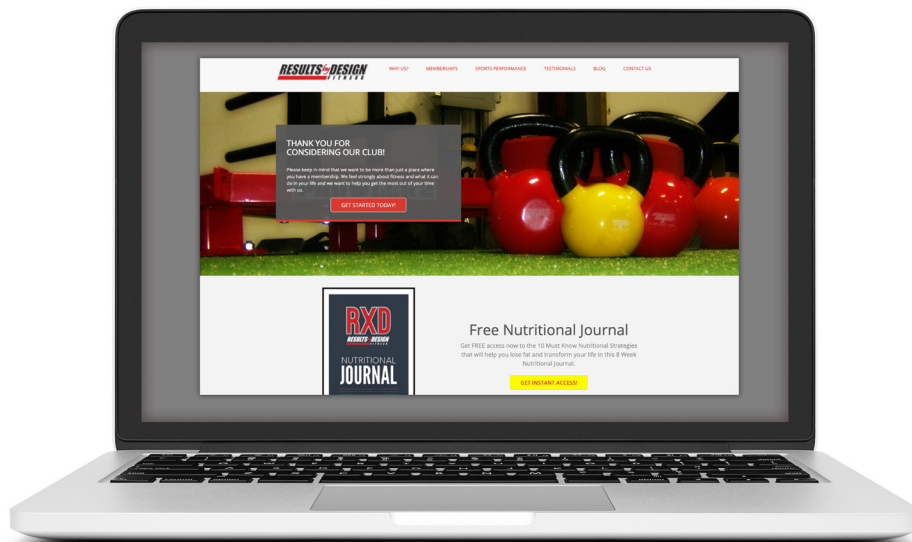 RESULTS by DESIGN
FITNESS
WHY US?
MEMBERSHIPS
SPORTS PERFORMANCE
TESTIMONIALS
BLOG
CONTACT US
THANK YOU FOR
CONSIDERING OUR CLUB!
Please keep in mind that we want to be more than just a place where
you have a membership. We feel strongly about fitness and what it can
do in your life and we want to help you get the most out of your time
with us.
GET STARTED TODAY!
RXD
RESULTS by DESIGN
FITNESS
NUTRITIONAL
JOURNAL
Free Nutritional Journal
Get FREE access now to the 10 Must Know Nutritional Strategies
that will help you lose fat and transform your life in this 8 Week
Nutritional Journal.
GET INSTANT ACCESS!